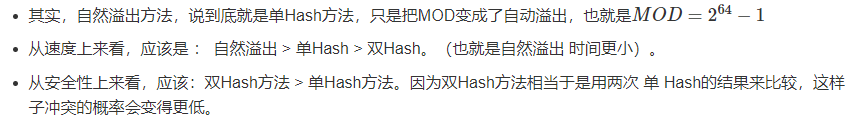 • 其实，自然溢出方法，说到底就是单Hash方法，只是把MOD变成了自动溢出，也就是MOD = 2^64 − 1
• 从速度上来看，应该是： 自然溢出 > 单Hash > 双Hash。（也就是自然溢出 时间更小）。
• 从安全性上来看，应该：双Hash方法 > 单Hash方法。因为双Hash方法相当于是用两次 单 Hash的结果来比较，这样
子冲突的概率会变得更低。